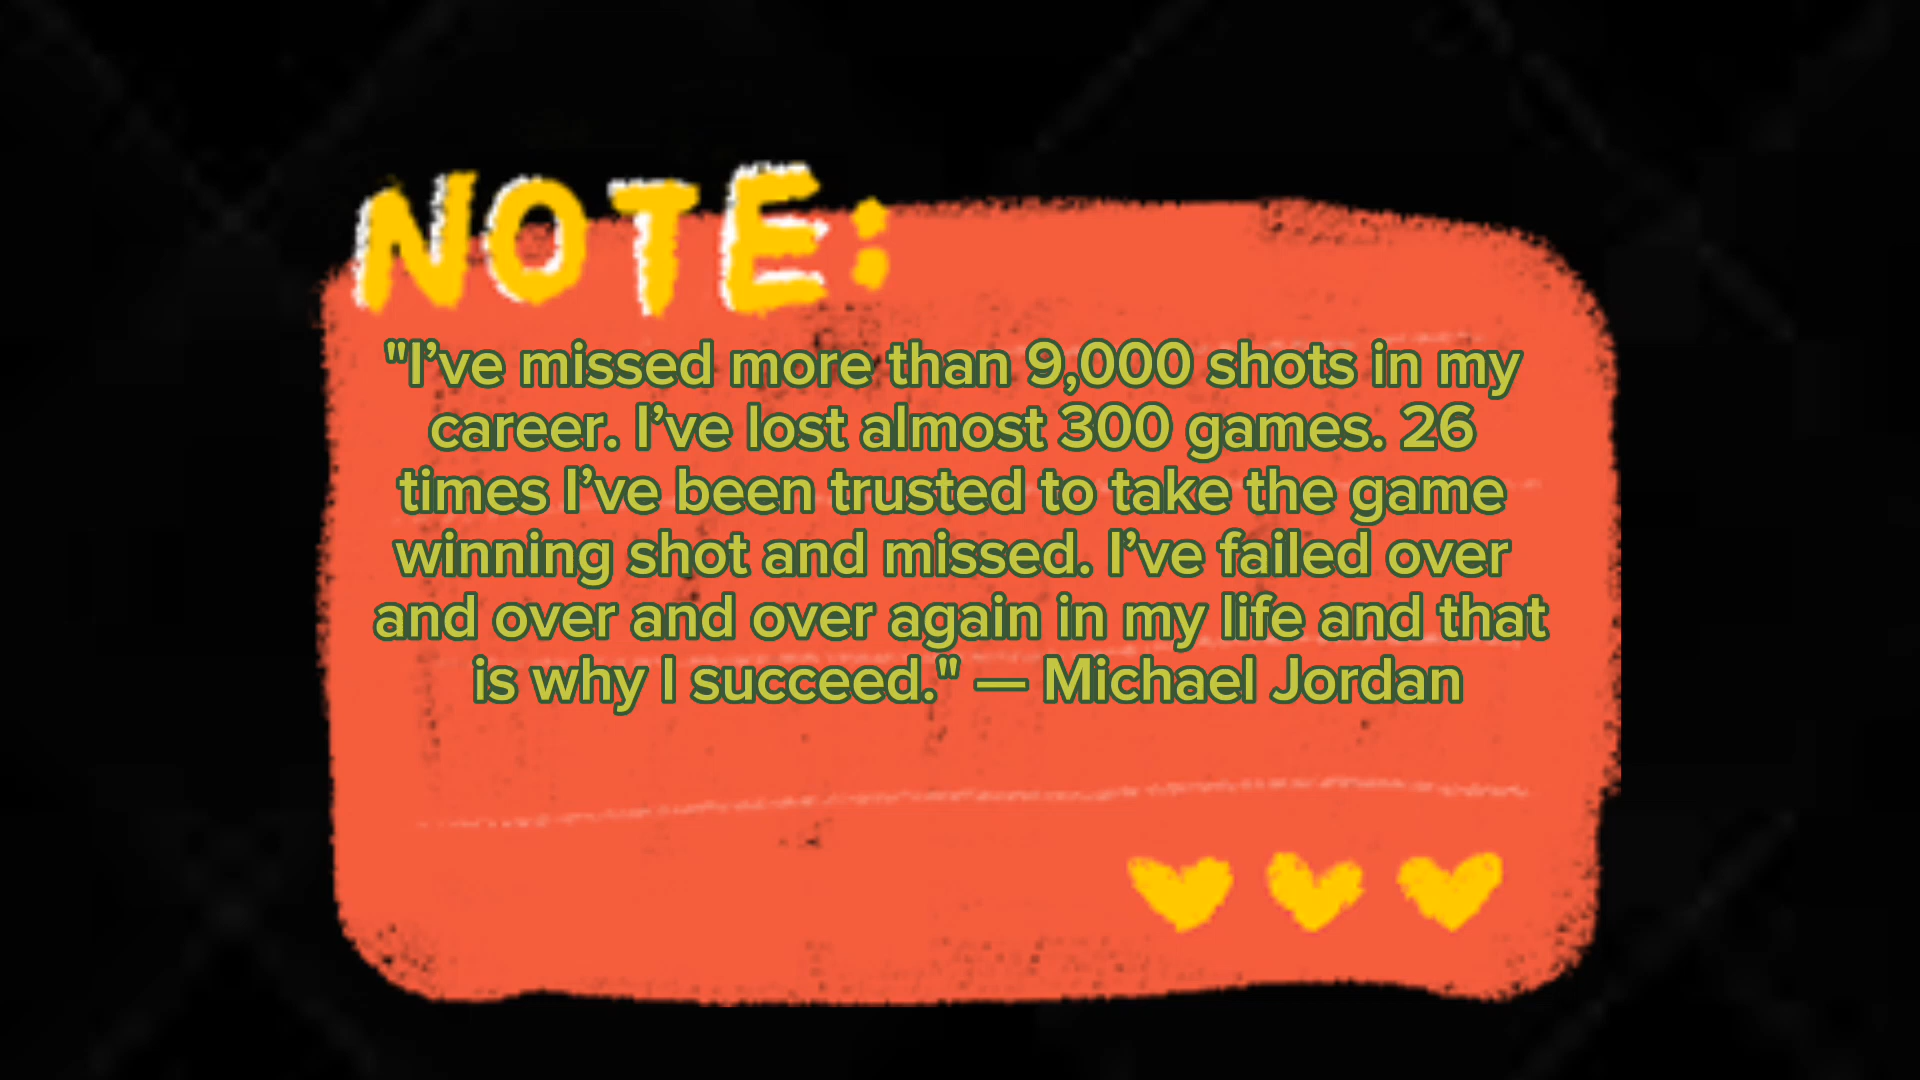 NOTE:
"I’ve missed more than 9,000 shots in my
career. I’ve lost almost 300 games. 26
times I’ve been trusted to take the game
winning shot and missed. I’ve failed over
and over and over again in my life and that
is why I succeed." — Michael Jordan